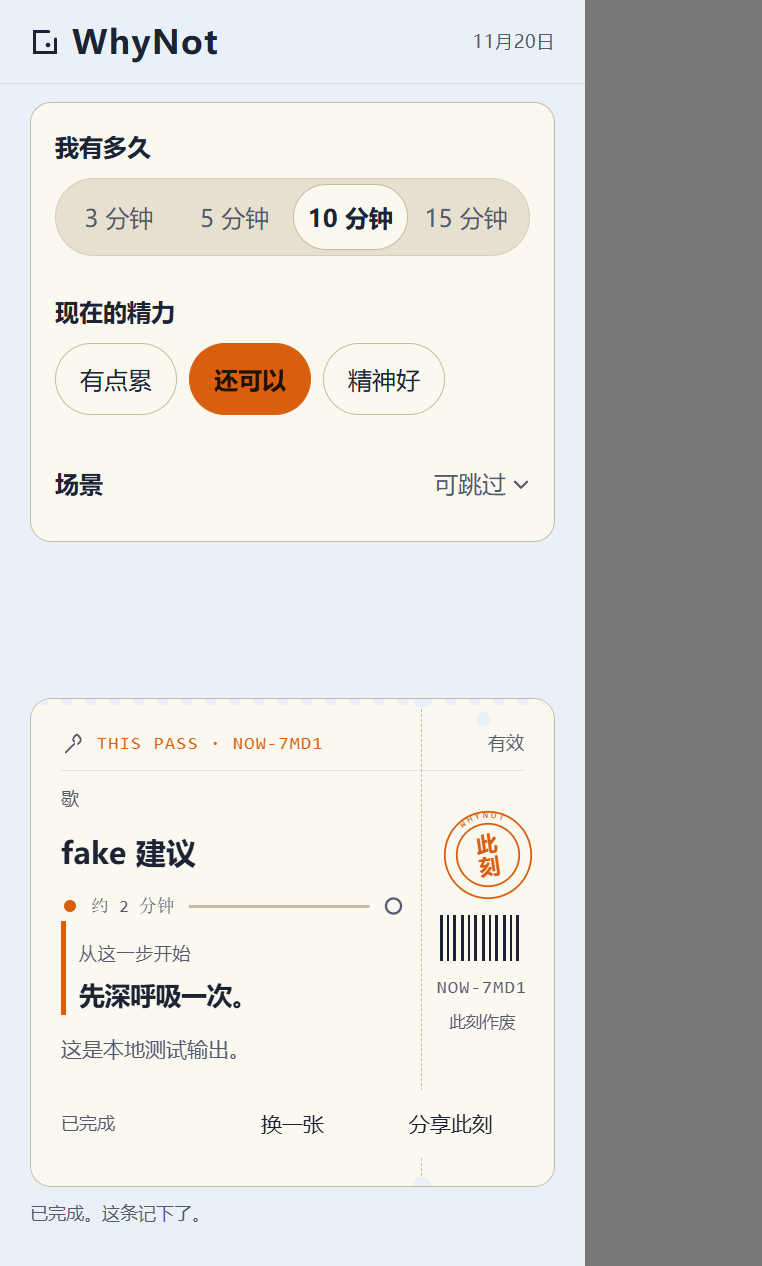 WhyNot
11月20日
我有多久
3 分钟 5 分钟 10 分钟 15 分钟
现在的精力
有点累 还可以 精神好
场景 可跳过
THIS PASS · NOW-7MD1 有效
歇
fake 建议
约 2 分钟
从这一步开始
先深呼吸一次。
这是本地测试输出。
WHYNOT
此刻
NOW-7MD1
此刻作废
已完成 换一张 分享此刻
已完成。这条记下了。